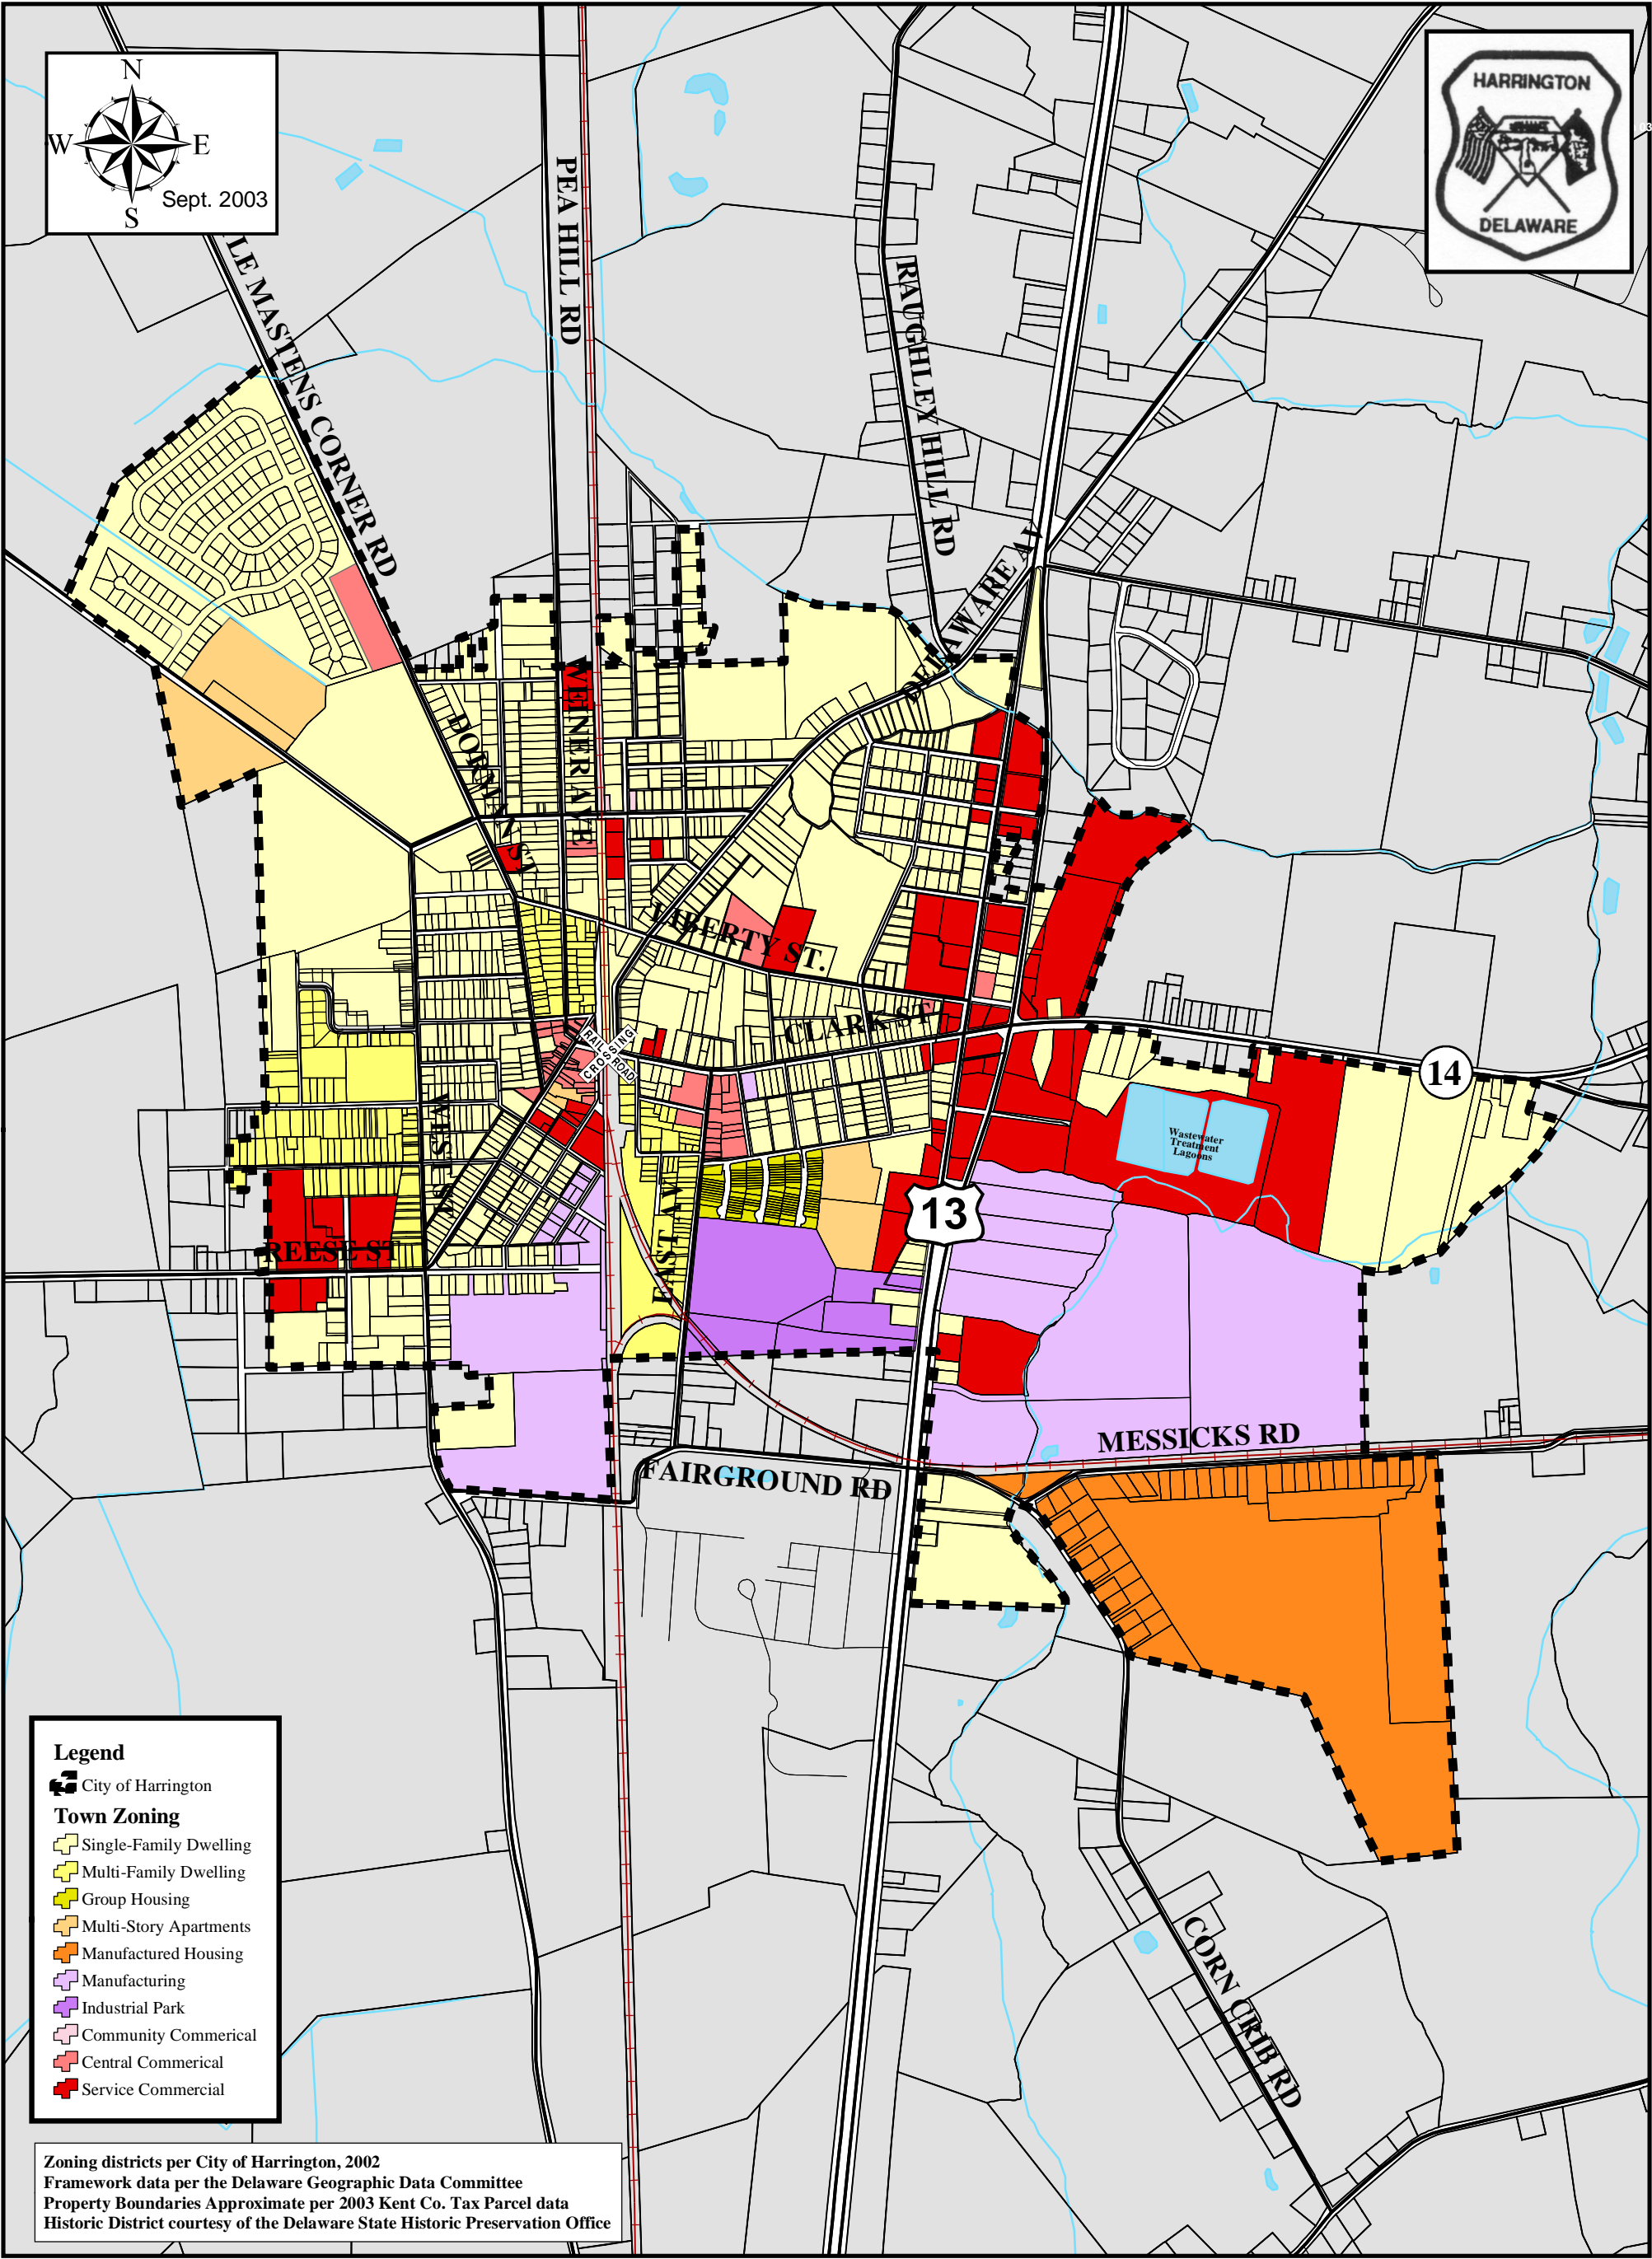 N
W E
S
Sept. 2003
HARRINGTON
DELAWARE
PEA HILL RD
RAUGHLEY HILL RD
LE MASTENS CORNER RD
DELAWARE AV
WEINER AVE
DORMAN ST
LIBERTY ST.
CLARK ST
RAIL ROAD
CROSSING
14
WEST ST
Wastewater
Treatment
Lagoons
13
REESE ST
EAST AV
MESSICKS RD
FAIRGROUND RD
CORN CRIB RD
Legend
City of Harrington
Town Zoning
Single-Family Dwelling
Multi-Family Dwelling
Group Housing
Multi-Story Apartments
Manufactured Housing
Manufacturing
Industrial Park
Community Commerical
Central Commerical
Service Commercial
Zoning districts per City of Harrington, 2002
Framework data per the Delaware Geographic Data Committee
Property Boundaries Approximate per 2003 Kent Co. Tax Parcel data
Historic District courtesy of the Delaware State Historic Preservation Office